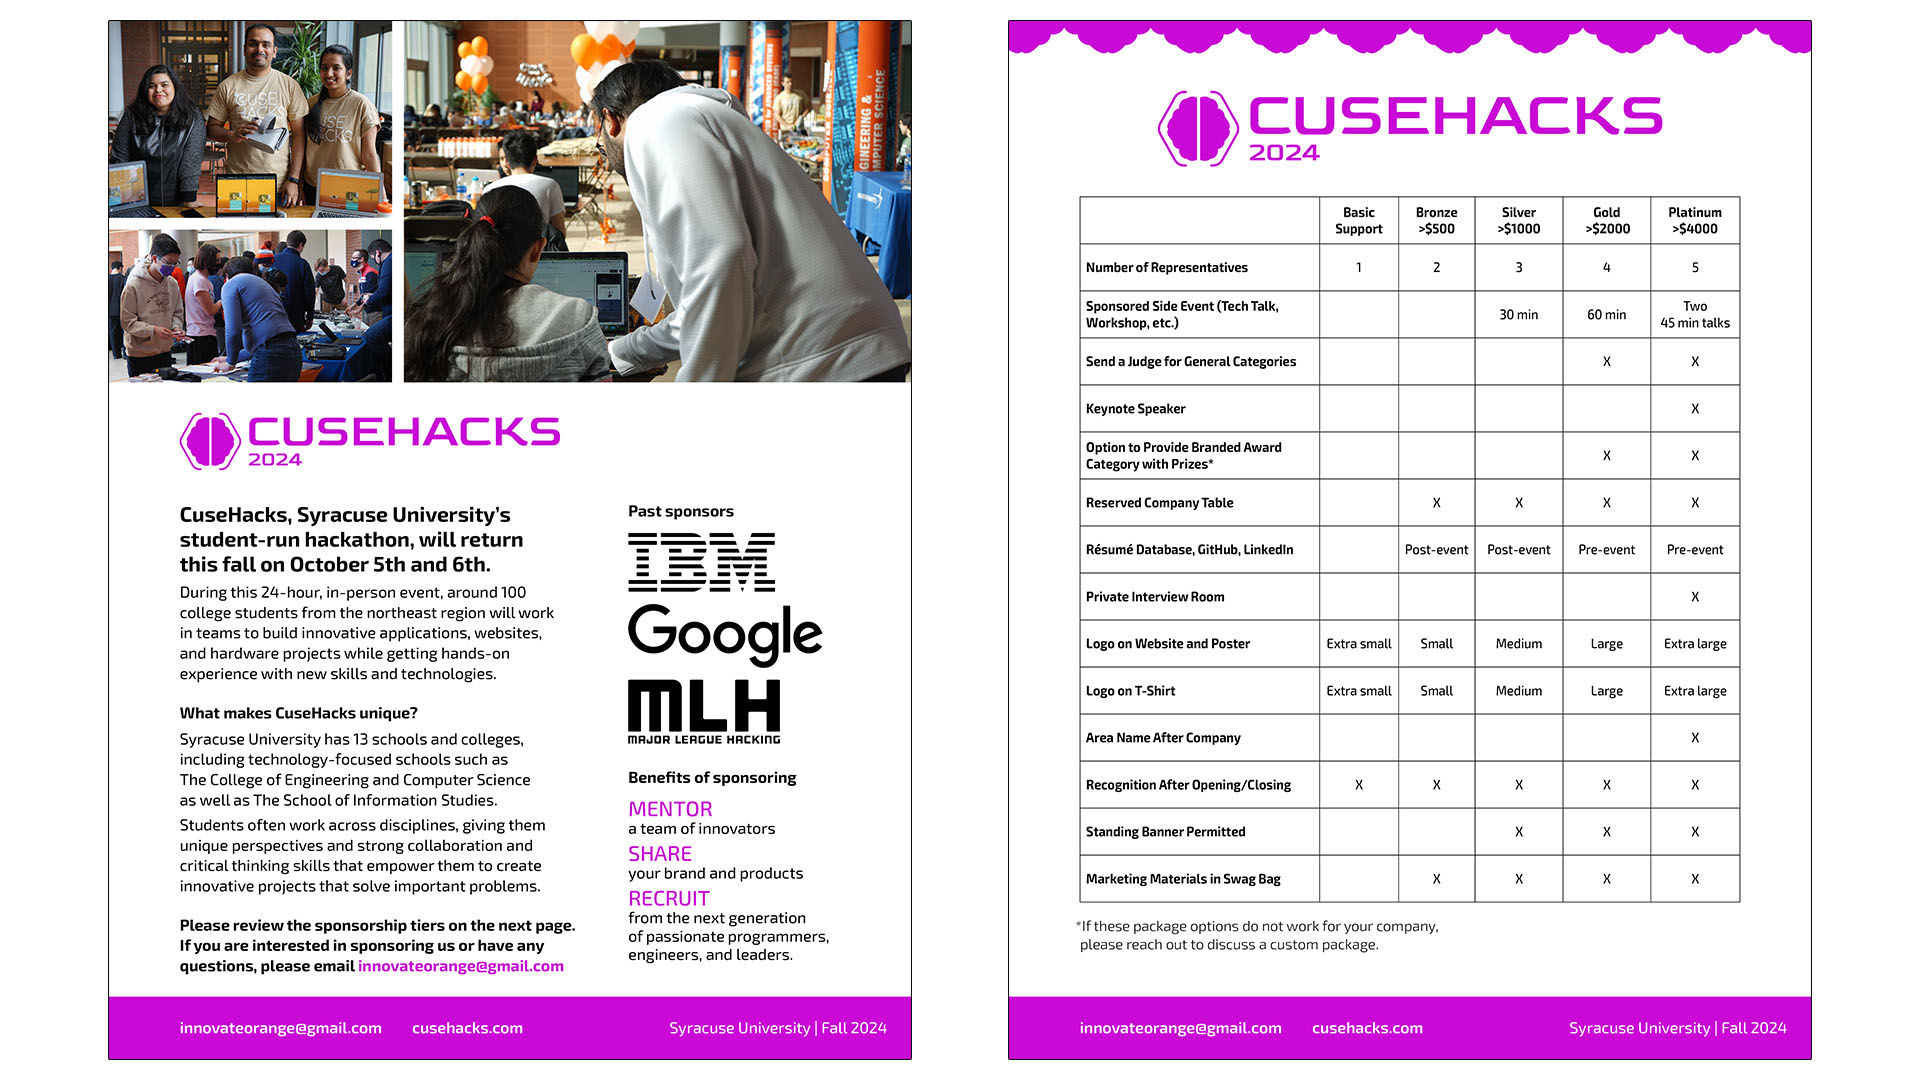 CUSE
HACKS
CUSE
HACKS
GINEERING &
MPUTER SCIENCE
CUSEHACKS
2024
CuseHacks, Syracuse University’s
student-run hackathon, will return
this fall on October 5th and 6th.
During this 24-hour, in-person event, around 100
college students from the northeast region will work
in teams to build innovative applications, websites,
and hardware projects while getting hands-on
experience with new skills and technologies.
What makes CuseHacks unique?
Syracuse University has 13 schools and colleges,
including technology-focused schools such as
The College of Engineering and Computer Science
as well as The School of Information Studies.
Students often work across disciplines, giving them
unique perspectives and strong collaboration and
critical thinking skills that empower them to create
innovative projects that solve important problems.
Please review the sponsorship tiers on the next page.
If you are interested in sponsoring us or have any
questions, please email innovateorange@gmail.com
Past sponsors
IBM
Google
MLH
MAJOR LEAGUE HACKING
Benefits of sponsoring
MENTOR
a team of innovators
SHARE
your brand and products
RECRUIT
from the next generation
of passionate programmers,
engineers, and leaders.
innovateorange@gmail.com cusehacks.com Syracuse University | Fall 2024
CUSEHACKS
2024
Basic Support Bronze >$500 Silver >$1000 Gold >$2000 Platinum >$4000
Number of Representatives 1 2 3 4 5
Sponsored Side Event (Tech Talk, Workshop, etc.) 30 min 60 min Two 45 min talks
Send a Judge for General Categories X X
Keynote Speaker X
Option to Provide Branded Award Category with Prizes* X X
Reserved Company Table X X X X
Résumé Database, GitHub, LinkedIn Post-event Post-event Pre-event Pre-event
Private Interview Room X
Logo on Website and Poster Extra small Small Medium Large Extra large
Logo on T-Shirt Extra small Small Medium Large Extra large
Area Name After Company X
Recognition After Opening/Closing X X X X X
Standing Banner Permitted X X X
Marketing Materials in Swag Bag X X X X
*If these package options do not work for your company,
please reach out to discuss a custom package.
innovateorange@gmail.com cusehacks.com Syracuse University | Fall 2024